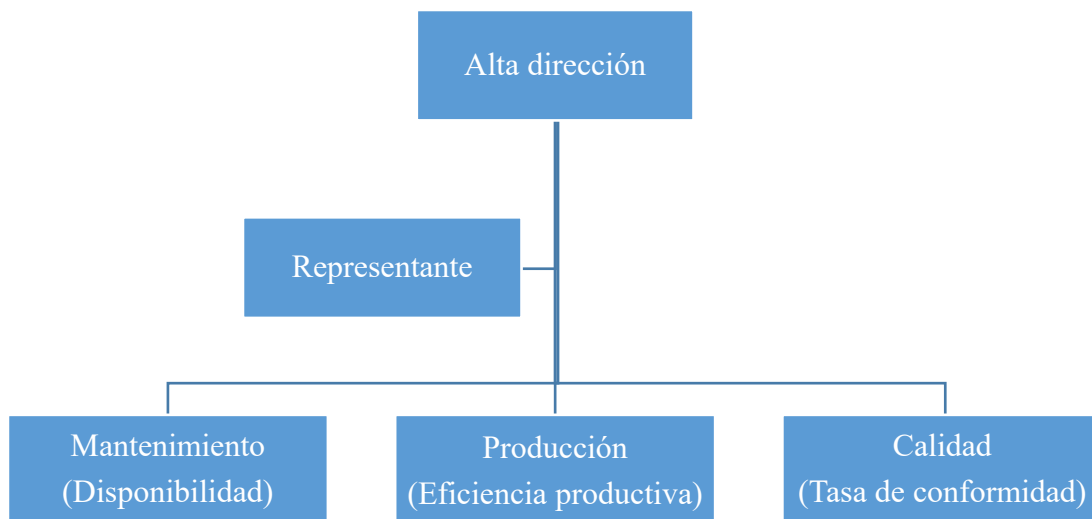 Alta dirección
Representante
Mantenimiento
(Disponibilidad)
Producción
(Eficiencia productiva)
Calidad
(Tasa de conformidad)